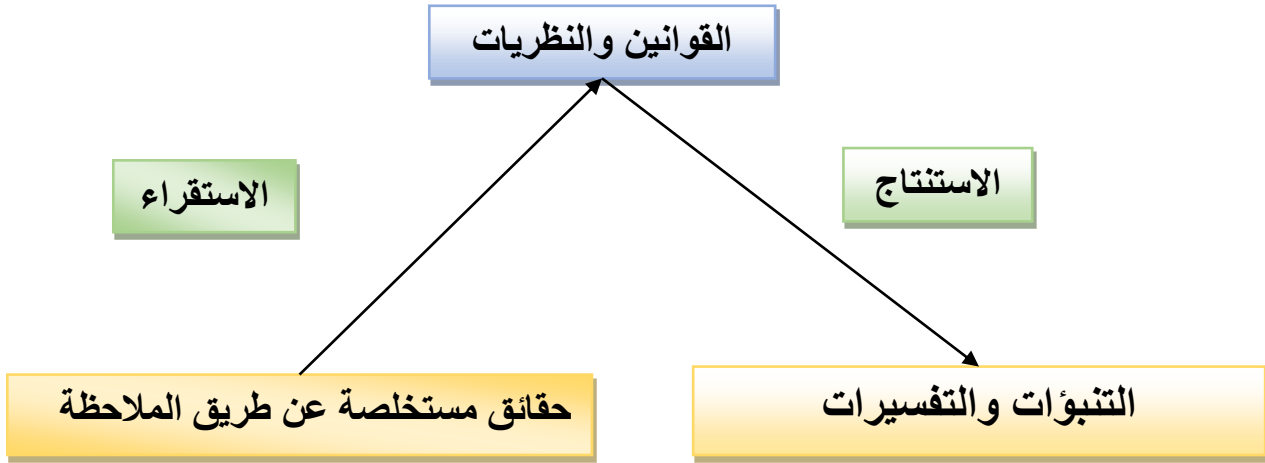 القوانين والنظريات
الاستنتاج
الاستقراء
التنبؤات والتفسيرات
حقائق مستخلصة عن طريق الملاحظة